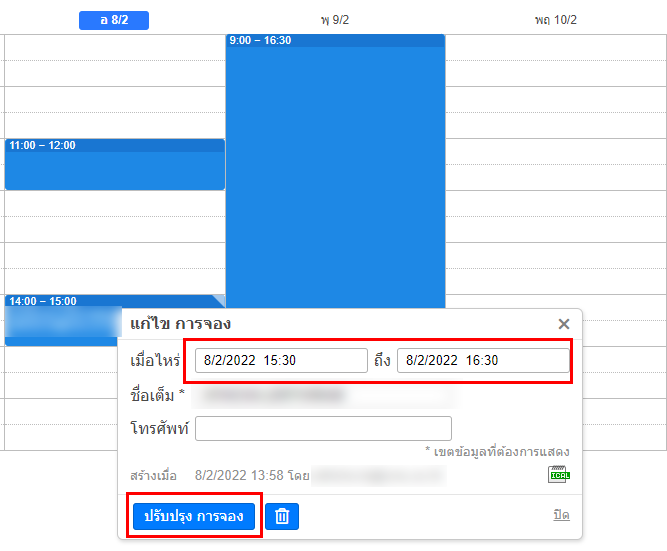 อ 8/2
พุ 9/2
พฤ 10/2
9:00 – 16:30
11:00 – 12:00
14:00 – 15:00
แก้ไข การจอง
เมื่อไหร่ 8/2/2022 15:30 ถึง 8/2/2022 16:30
ชื่อเต็ม *
โทรศัพท์
* เขตข้อมูลที่ต้องการแสดง
สร้างเมื่อ 8/2/2022 13:58 โดย
ปรับปรุง การจอง
ปิด